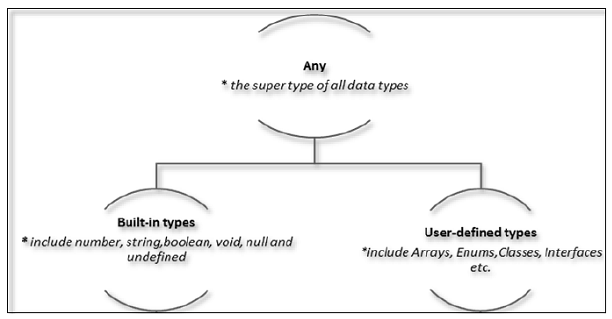 Any
* the super type of all data types
Built-in types
* include number, string,boolean, void, null and
undefined
User-defined types
*Include Arrays, Enums,Classes, Interfaces
etc.